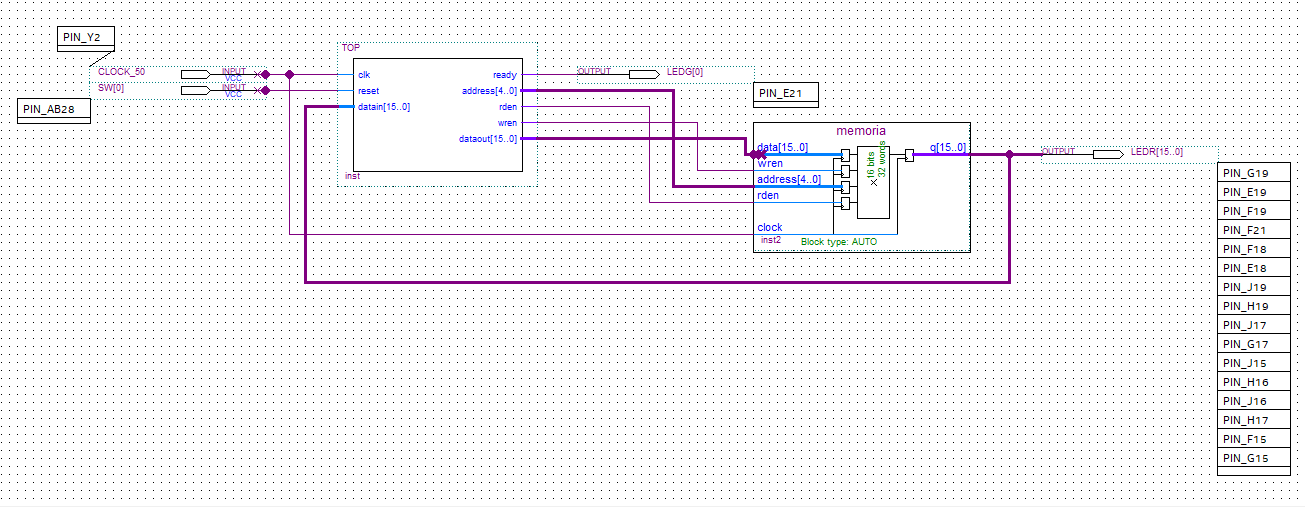 PIN_Y2
CLOCK_50
INPUT
VCC
SW[0]
INPUT
VCC
PIN_AB28
TOP
clk
reset
datain[15..0]
ready
address[4..0]
rden
wren
dataout[15..0]
inst
OUTPUT
LEDG[0]
PIN_E21
memoria
data[15..0]
wren
address[4..0]
rden
clock
inst2
16 bits
32 words
Block type: AUTO
q[15..0]
OUTPUT
LEDR[15..0]
PIN_G19
PIN_E19
PIN_F19
PIN_F21
PIN_F18
PIN_E18
PIN_J19
PIN_H19
PIN_J17
PIN_G17
PIN_J15
PIN_H16
PIN_J16
PIN_H17
PIN_F15
PIN_G15